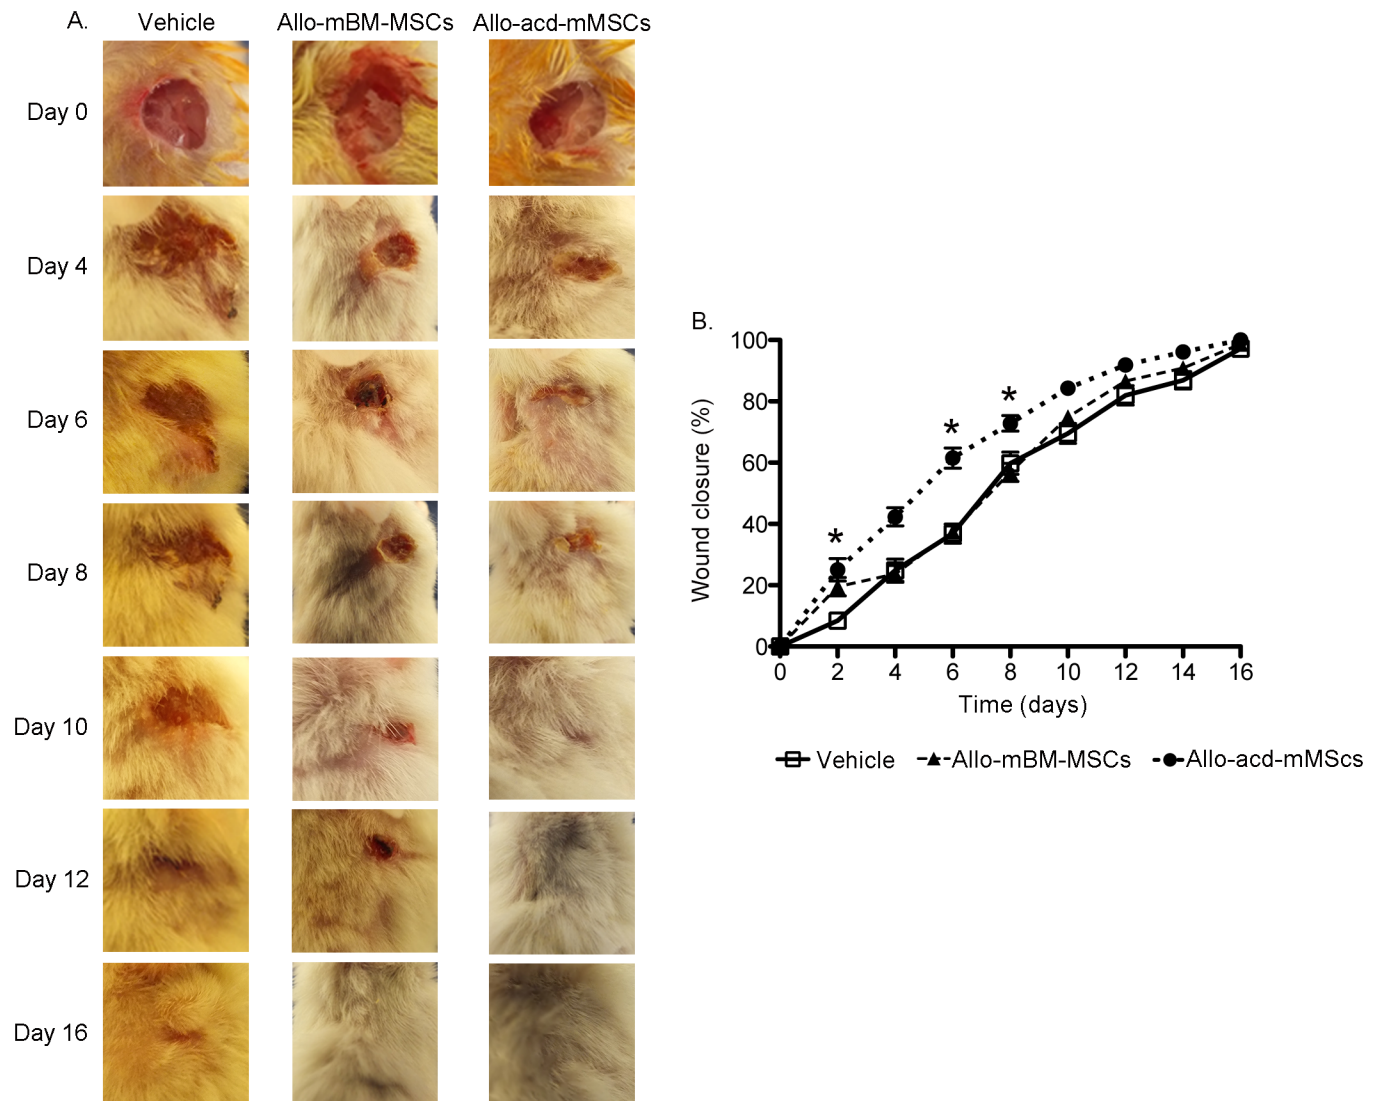 A.
Vehicle Allo-mBM-MSCs Allo-acd-mMSCs
Day 0
Day 4
Day 6
Day 8
Day 10
Day 12
Day 16
B.
100
80
60
40
20
0
Wound closure (%)
* * *
0 2 4 6 8 10 12 14 16
Time (days)
Vehicle Allo-mBM-MSCs Allo-acd-mMScs